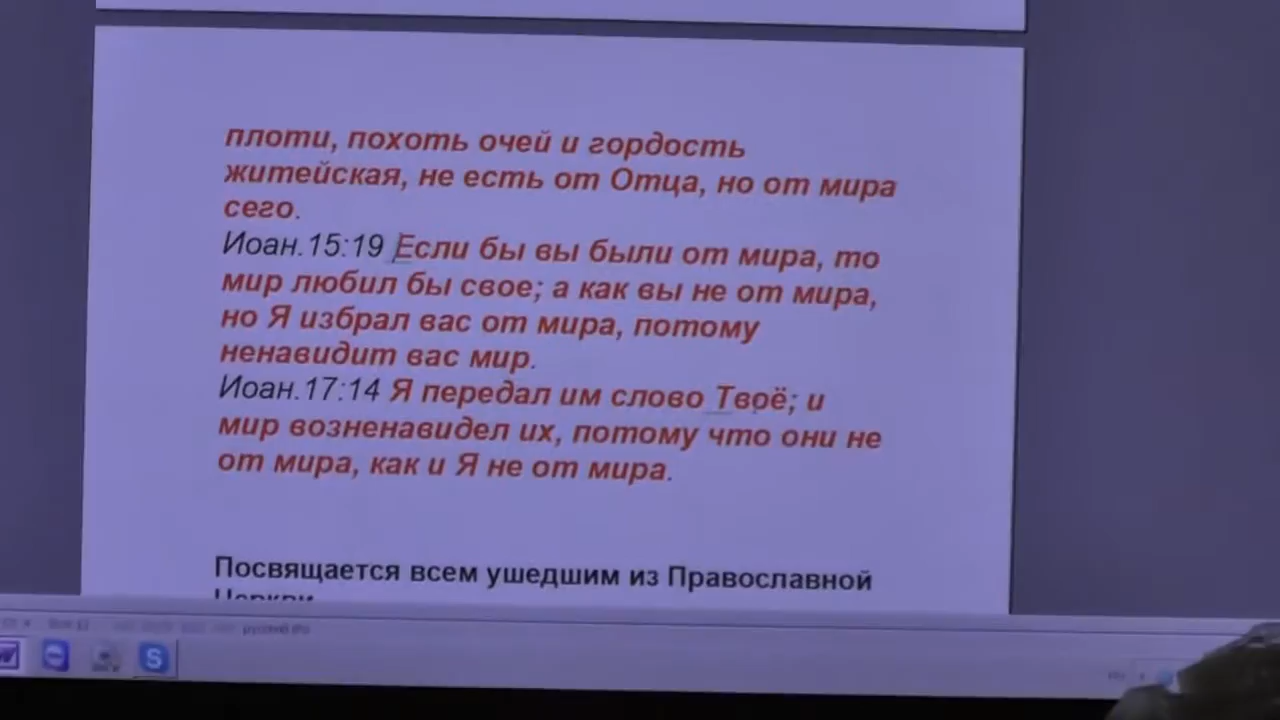 плоти, похоть очей и гордость
житейская, не есть от Отца, но от мира
сего.
Иоан.15:19 Если бы вы были от мира, то
мир любил бы свое; а как вы не от мира,
но Я избрал вас от мира, потому
ненавидит вас мир.
Иоан.17:14 Я передал им слово Твоё; и
мир возненавидел их, потому что они не
от мира, как и Я не от мира.
Посвящается всем ушедшим из Православной
Церкви
S